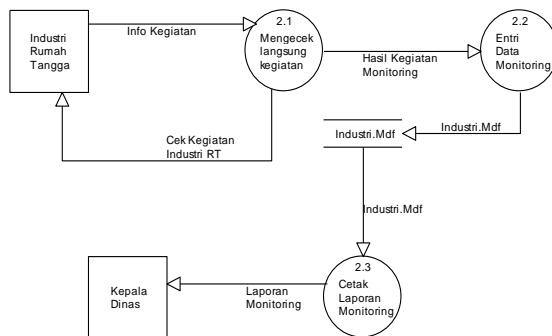 Industri
Rumah
Tangga
Info Kegiatan
2.1
Mengecek
langsung
kegiatan
Hasil Kegiatan
Monitoring
2.2
Entri
Data
Monitoring
Cek Kegiatan
Industri RT
Industri.Mdf
Industri.Mdf
Industri.Mdf
Kepala
Dinas
Laporan
Monitoring
2.3
Cetak
Laporan
Monitoring